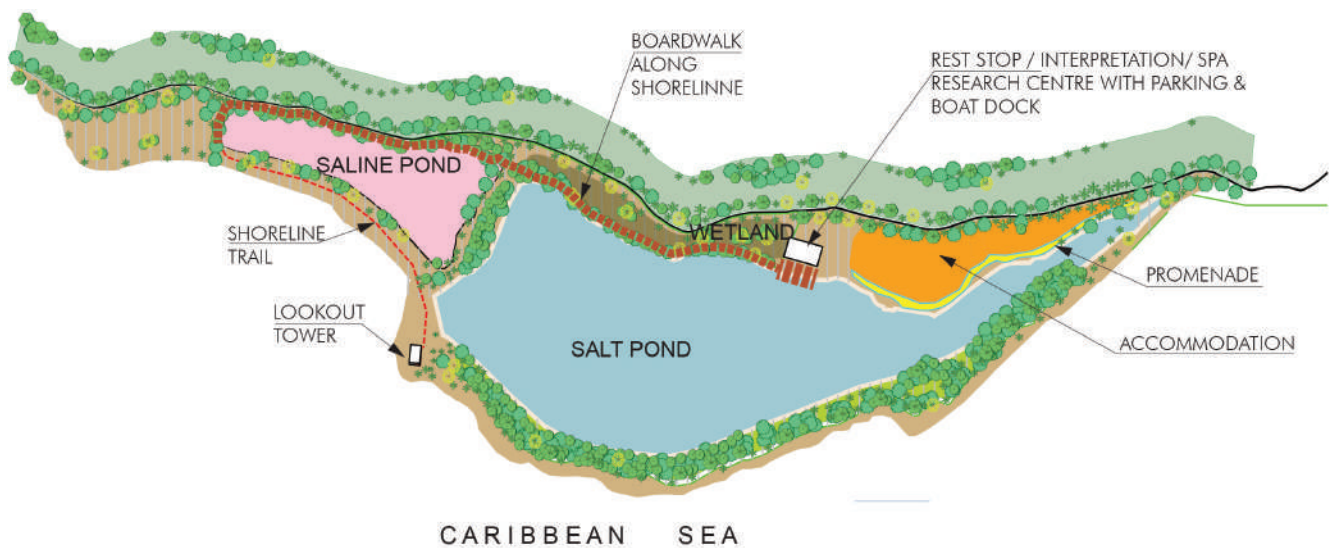 BOARDWALK
ALONG
SHORELINNE
REST STOP / INTERPRETATION/ SPA
RESEARCH CENTRE WITH PARKING &
BOAT DOCK
SALINE POND
SHORELINE
TRAIL
WETLAND
PROMENADE
LOOKOUT
TOWER
SALT POND
ACCOMMODATION
CARIBBEAN SEA